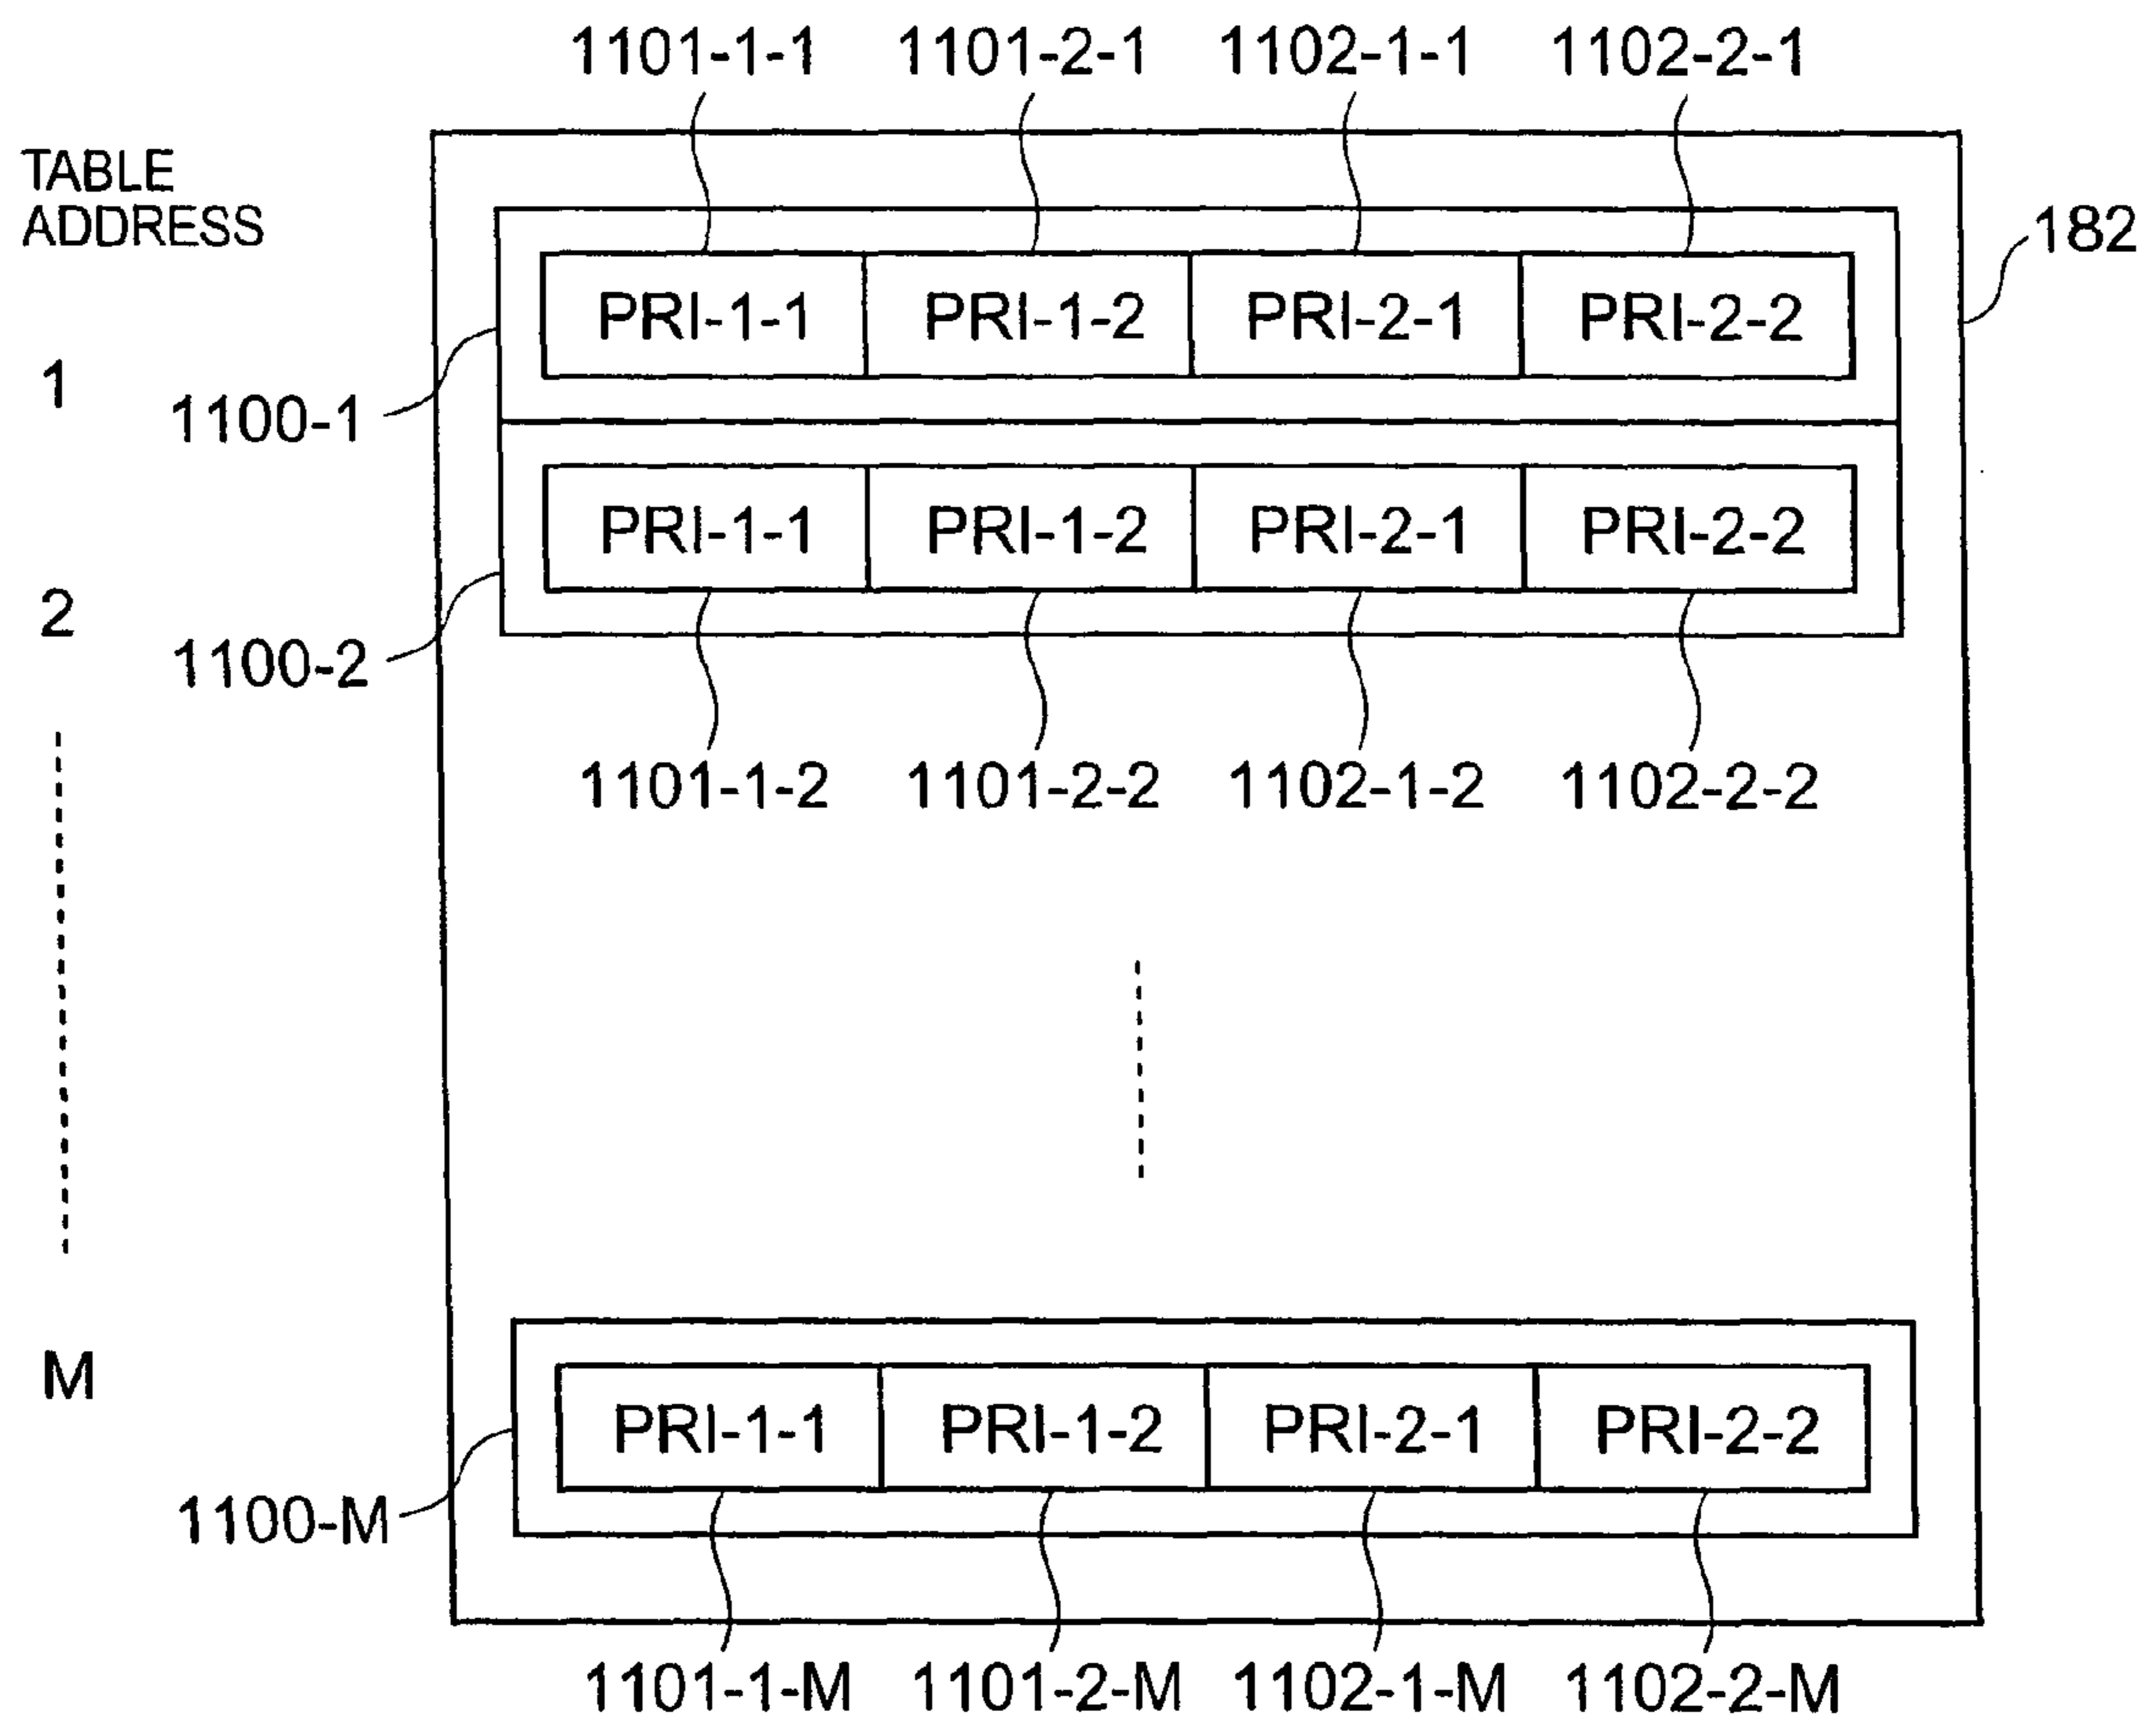 1101-1-1 1101-2-1 1102-1-1 1102-2-1
TABLE
ADDRESS
182
PRI-1-1 PRI-1-2 PRI-2-1 PRI-2-2
1
1100-1
PRI-1-1 PRI-1-2 PRI-2-1 PRI-2-2
2
1100-2
1101-1-2 1101-2-2 1102-1-2 1102-2-2
M
PRI-1-1 PRI-1-2 PRI-2-1 PRI-2-2
1100-M
1101-1-M 1101-2-M 1102-1-M 1102-2-M